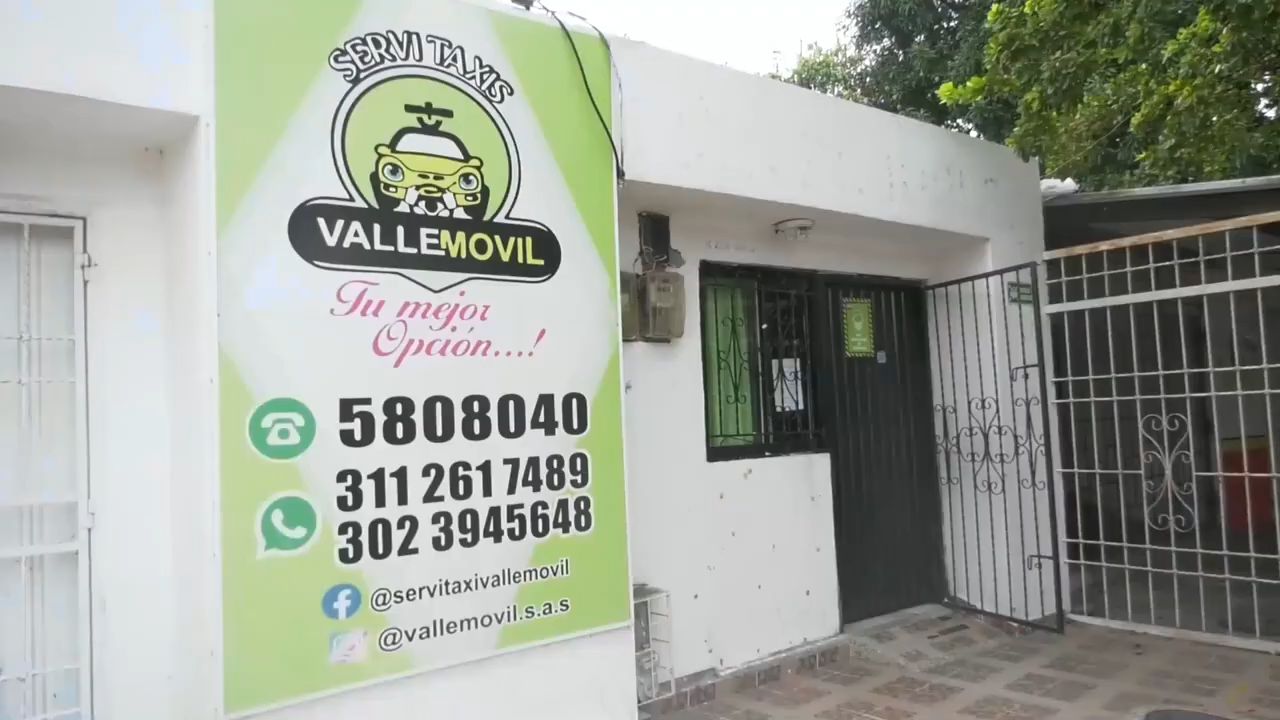 SERVI TAXIS
VALLEMOVIL
Tu mejor
Opción...!
5808040
311 261 7489
302 3945648
@servitaxivallemovil
@vallemovil.s.a.s